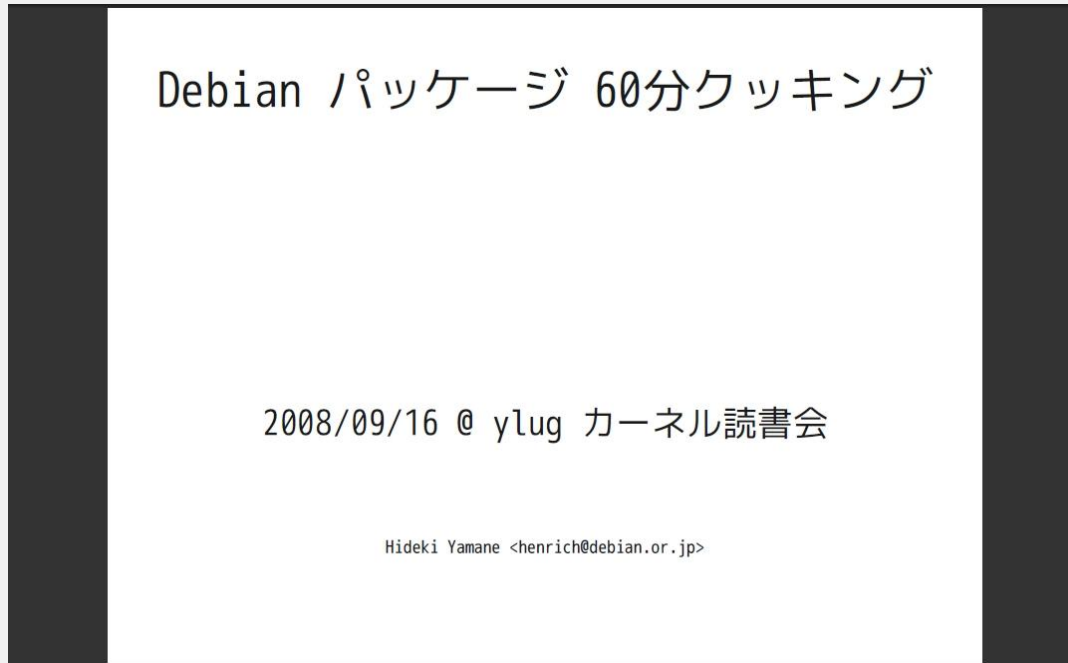 Debian パッケージ 60分クッキング
2008/09/16 @ ylug カーネル読書会
Hideki Yamane <henrich@debian.or.jp>